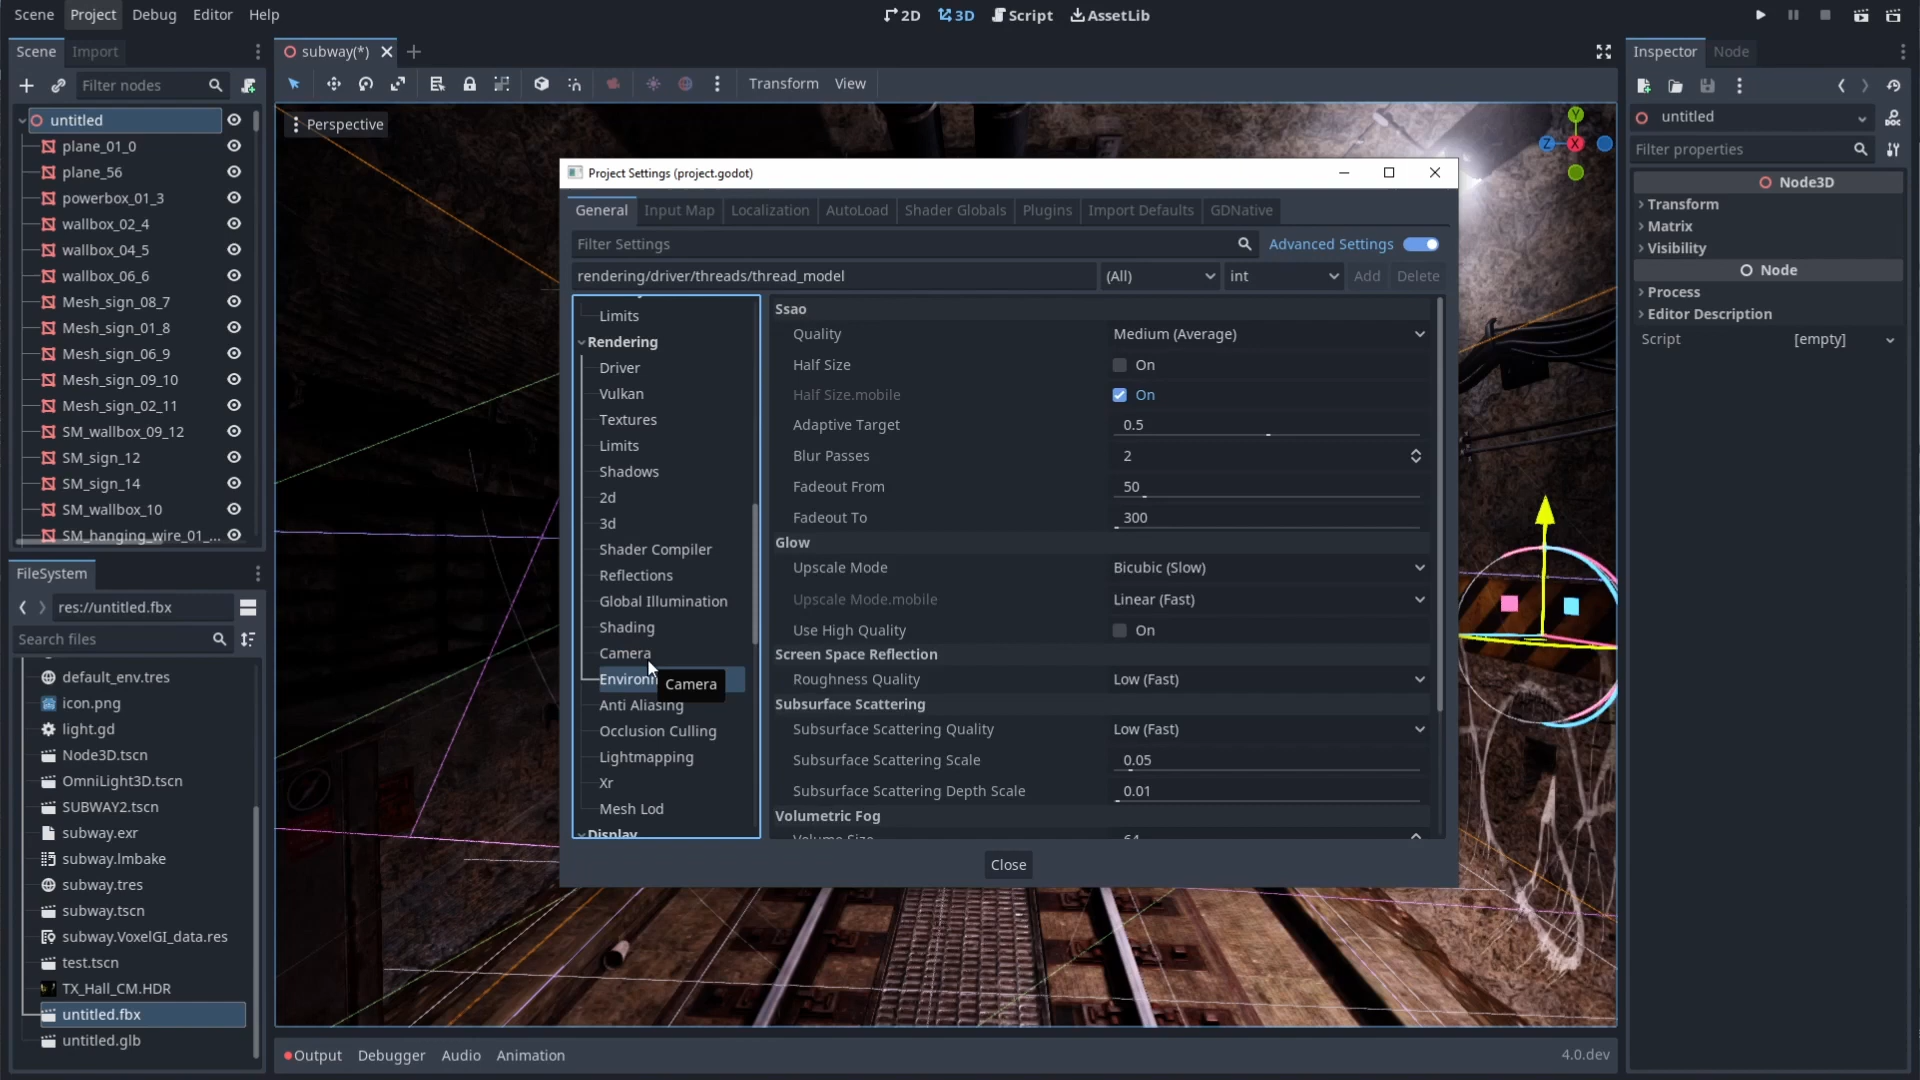 Scene Project Debug Editor Help
2D 3D Script AssetLib
Scene Import
subway(*)
Inspector Node
Filter nodes
Transform View
untitled
plane_01_0
plane_56
powerbox_01_3
wallbox_02_4
wallbox_04_5
wallbox_06_6
Mesh_sign_08_7
Mesh_sign_01_8
Mesh_sign_06_9
Mesh_sign_09_10
Mesh_sign_02_11
SM_wallbox_09_12
SM_sign_12
SM_sign_14
SM_wallbox_10
SM_hanging_wire_01_...
FileSystem
res://untitled.fbx
Search files
default_env.tres
icon.png
light.gd
Node3D.tscn
OmniLight3D.tscn
SUBWAY2.tscn
subway.exr
subway.lmbake
subway.tres
subway.tscn
subway.VoxelGI_data.res
test.tscn
TX_Hall_CM.HDR
untitled.fbx
untitled.glb
Perspective
Y
Z X
Project Settings (project.godot)
General Input Map Localization AutoLoad Shader Globals Plugins Import Defaults GDNative
Filter Settings Advanced Settings
rendering/driver/threads/thread_model (All) int Add Delete
Limits
Rendering
Driver
Vulkan
Textures
Limits
Shadows
2d
3d
Shader Compiler
Reflections
Global Illumination
Shading
Camera
Environ
Camera
Anti Aliasing
Occlusion Culling
Lightmapping
Xr
Mesh Lod
Display
Ssao
Quality Medium (Average)
Half Size On
Half Size.mobile On
Adaptive Target 0.5
Blur Passes 2
Fadeout From 50
Fadeout To 300
Glow
Upscale Mode Bicubic (Slow)
Upscale Mode.mobile Linear (Fast)
Use High Quality On
Screen Space Reflection
Roughness Quality Low (Fast)
Subsurface Scattering
Subsurface Scattering Quality Low (Fast)
Subsurface Scattering Scale 0.05
Subsurface Scattering Depth Scale 0.01
Volumetric Fog
Volume Size 64
Close
Output Debugger Audio Animation
4.0.dev
untitled
Filter properties
Node3D
Transform
Matrix
Visibility
Node
Process
Editor Description
Script [empty]